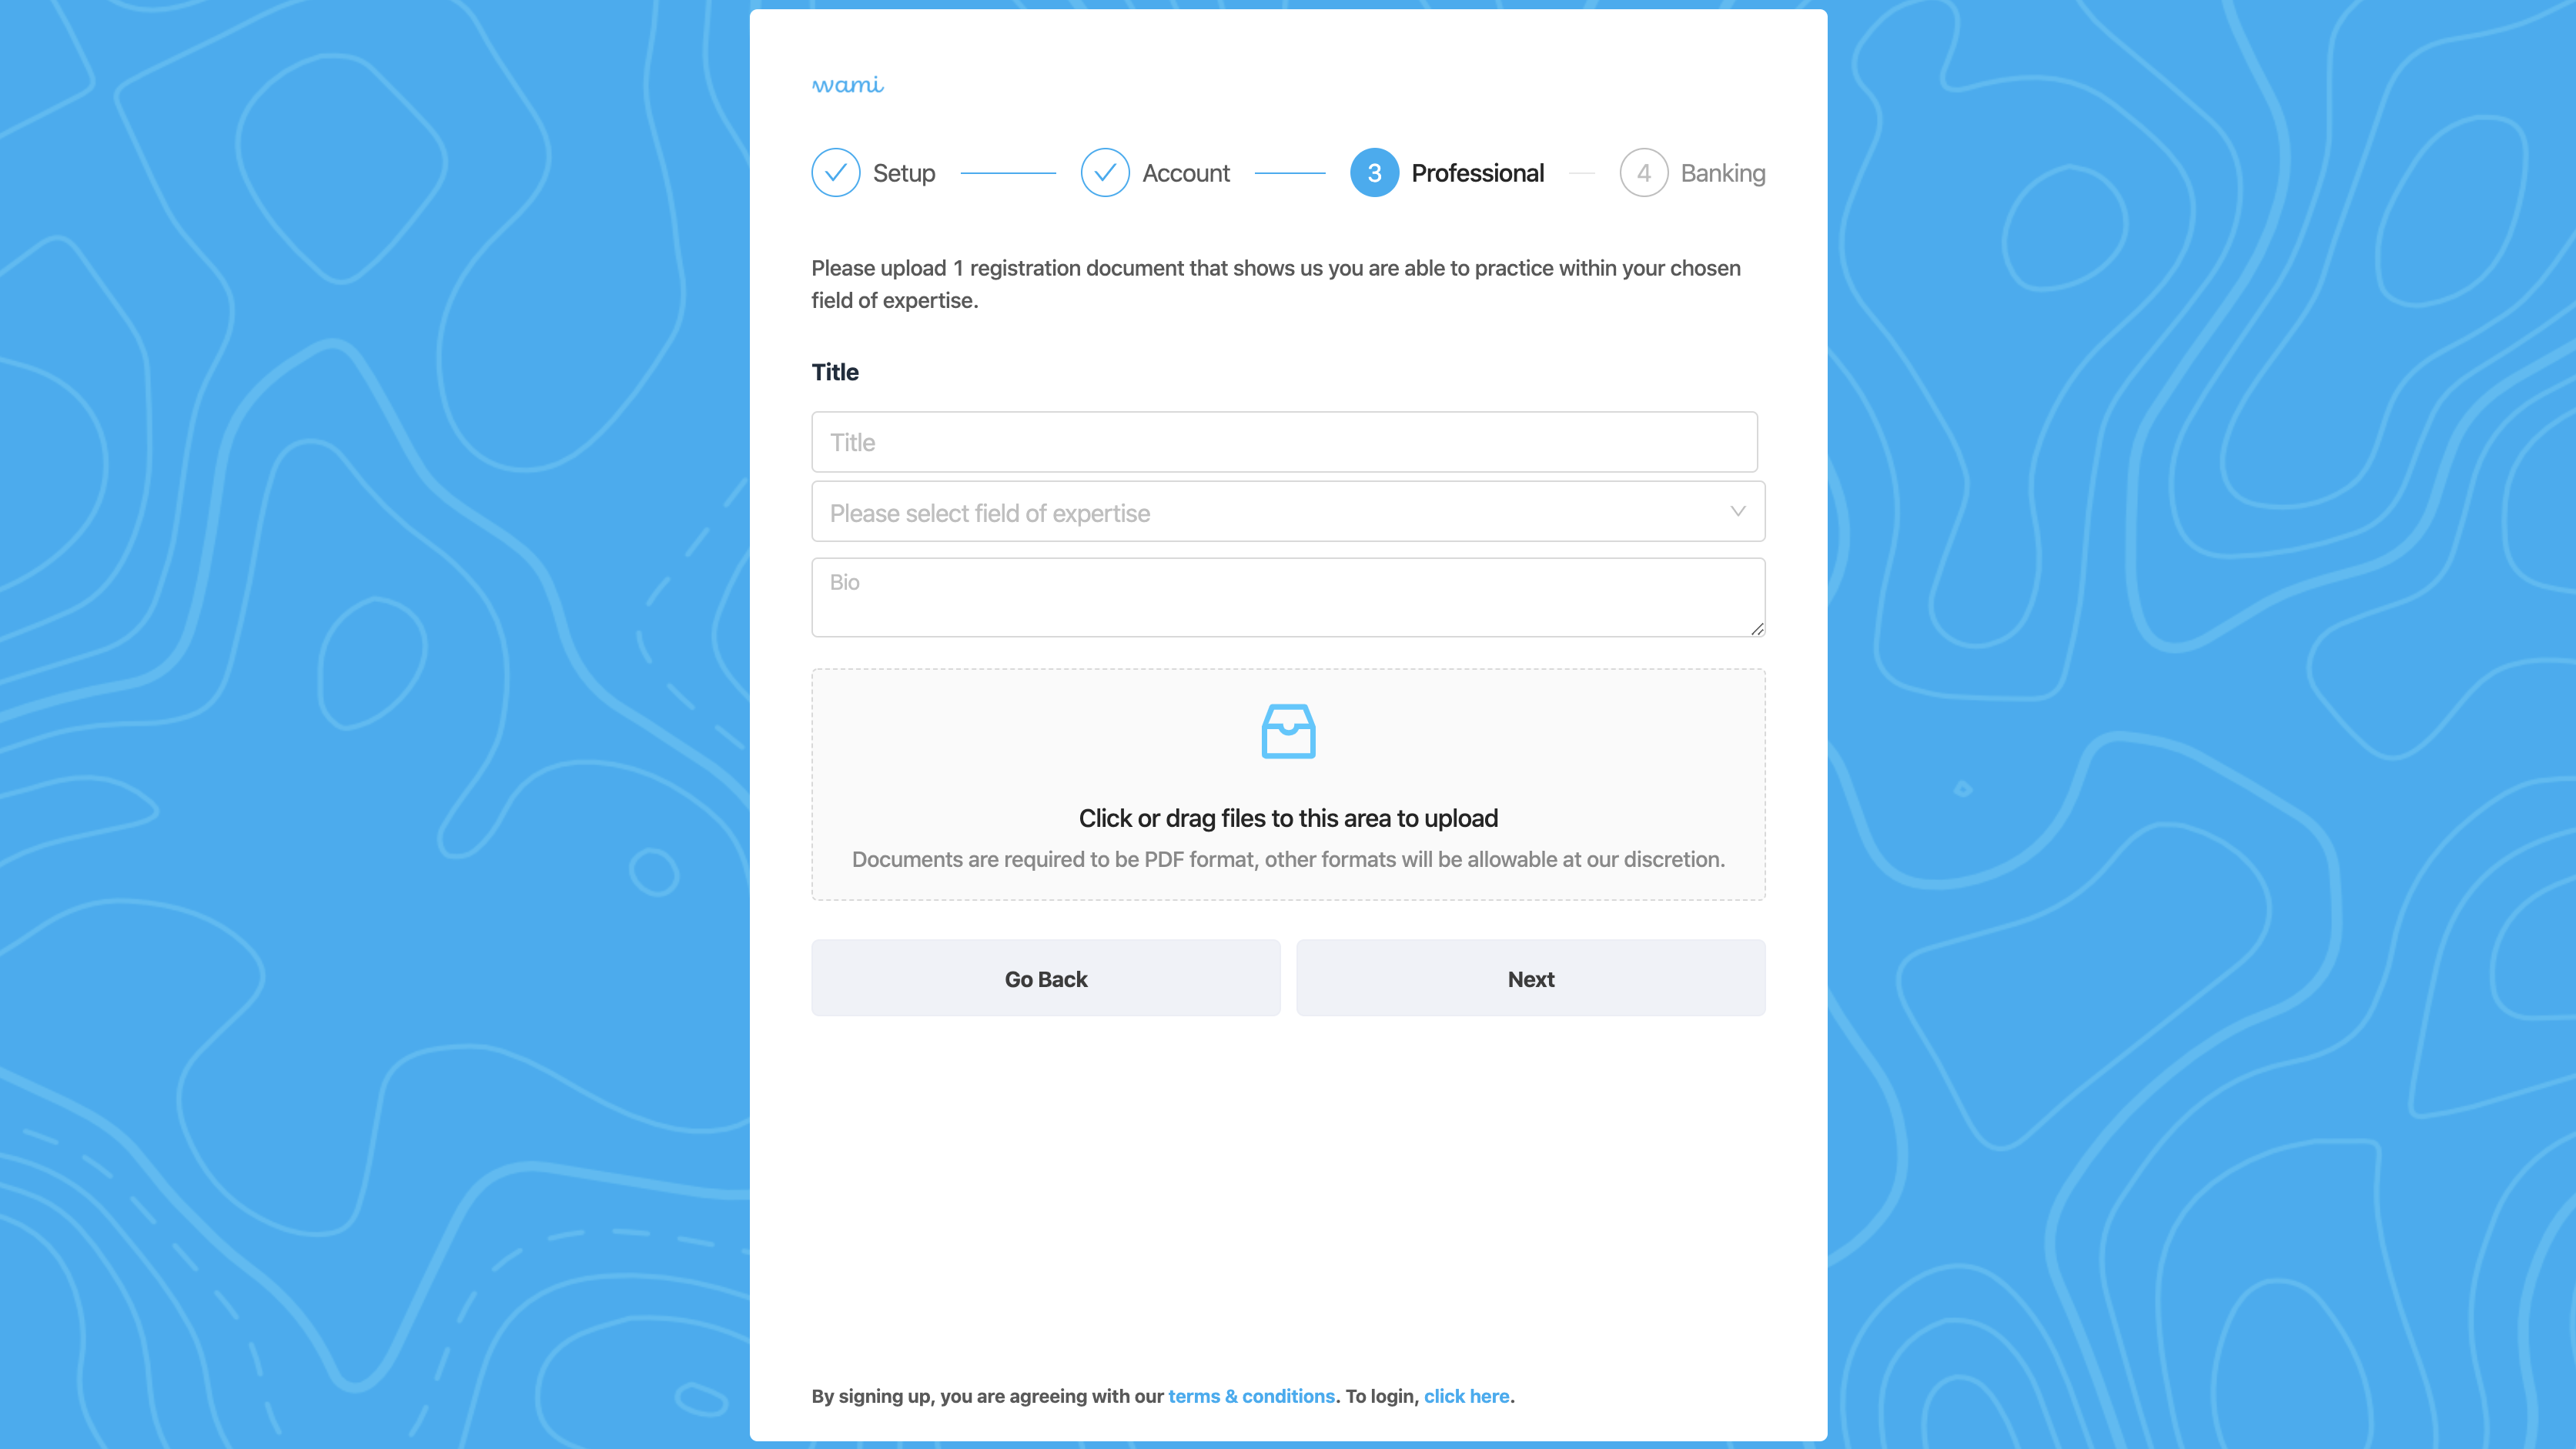 wami
Setup
Account
3 Professional
4 Banking
Please upload 1 registration document that shows us you are able to practice within your chosen
field of expertise.
Title
Title
Please select field of expertise
Bio
Click or drag files to this area to upload
Documents are required to be PDF format, other formats will be allowable at our discretion.
Go Back
Next
By signing up, you are agreeing with our terms & conditions. To login, click here.